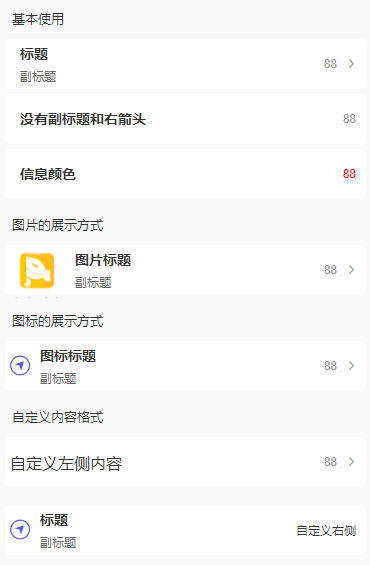 基本使用
标题
88
副标题
没有副标题和右箭头 88
信息颜色 88
图片的展示方式
图片标题
88
副标题
图标的展示方式
图标标题
88
副标题
自定义内容格式
自定义左侧内容 88
标题
自定义右侧
副标题